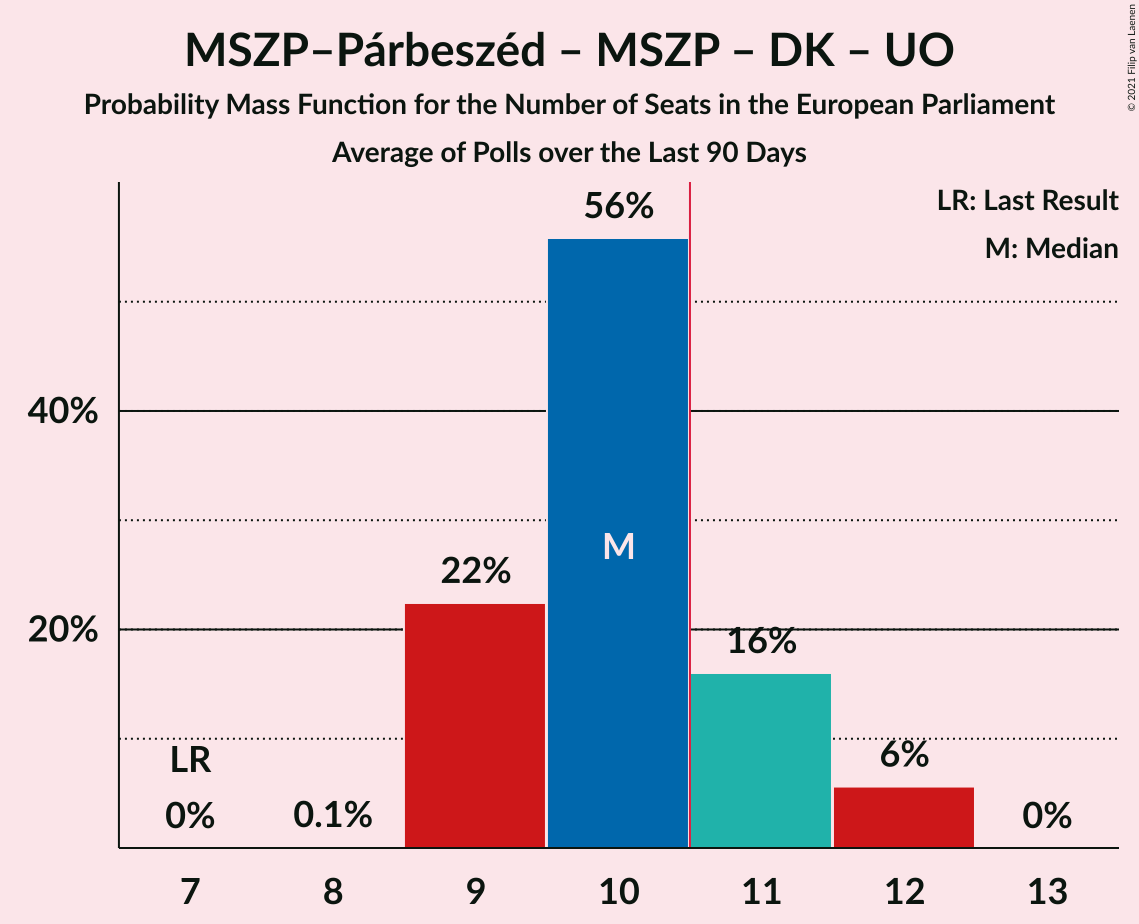 MSZP–Párbeszéd – MSZP – DK – UO
Probability Mass Function for the Number of Seats in the European Parliament
Average of Polls over the Last 90 Days
© 2021 Filip van Laenen
LR: Last Result
M: Median
56%
40%
M
22%
20%
16%
LR
6%
0%
0.1%
0%
7
8
9
10
11
12
13